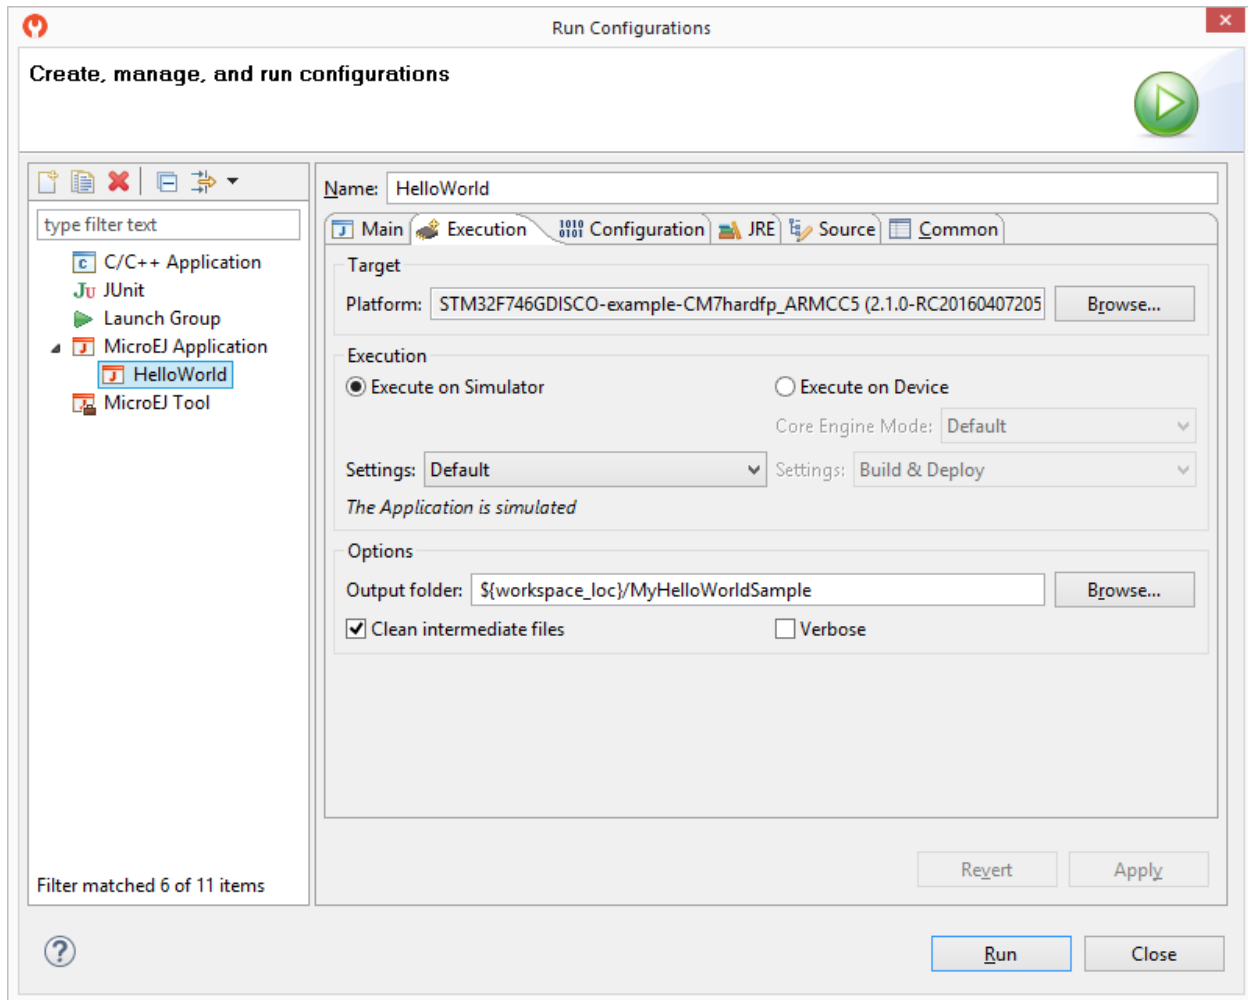 Run Configurations
Create, manage, and run configurations
type filter text
C/C++ Application
JUnit
Launch Group
MicroEJ Application
HelloWorld
MicroEJ Tool
Filter matched 6 of 11 items
Name: HelloWorld
Main Execution Configuration JRE Source Common
Target
Platform: STM32F746GDISCO-example-CM7hardfp_ARMCC5 (2.1.0-RC20160407205 Browse...
Execution
Execute on Simulator Execute on Device
Core Engine Mode: Default
Settings: Default Settings: Build & Deploy
The Application is simulated
Options
Output folder: ${workspace_loc}/MyHelloWorldSample Browse...
Clean intermediate files Verbose
Revert Apply
Run Close